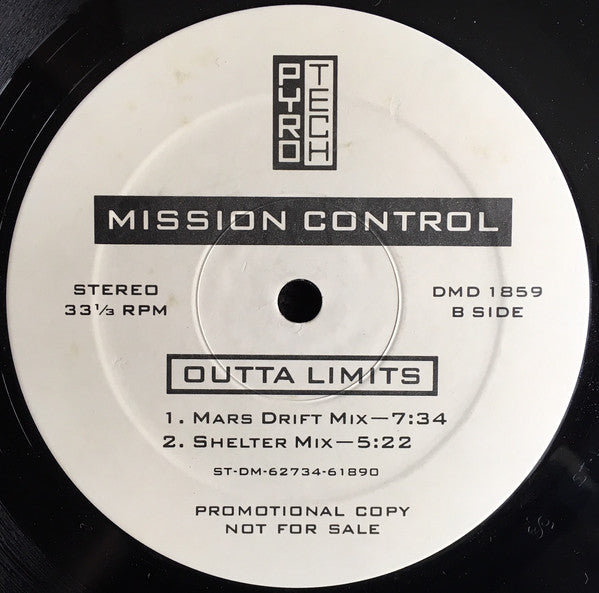 PYRO
TECH
MISSION CONTROL
STEREO
33⅓ RPM
DMD 1859
B SIDE
OUTTA LIMITS
1. MARS DRIFT MIX—7:34
2. SHELTER MIX—5:22
ST-DM-62734-61890
PROMOTIONAL COPY
NOT FOR SALE